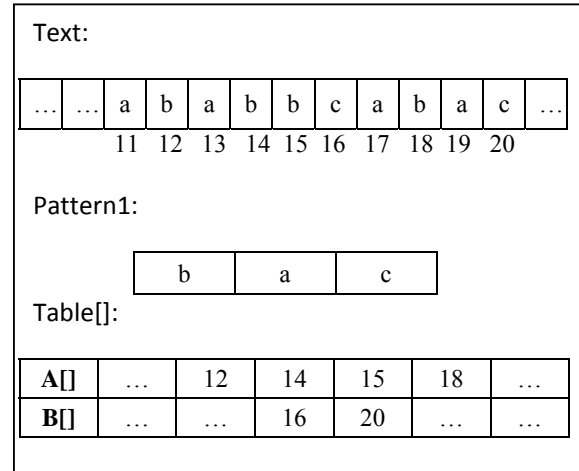 Text:
… … a b a b b c a b a c …
11 12 13 14 15 16 17 18 19 20
Pattern1:
b a c
Table[]:
A[] … 12 14 15 18 …
B[] … … 16 20 … …